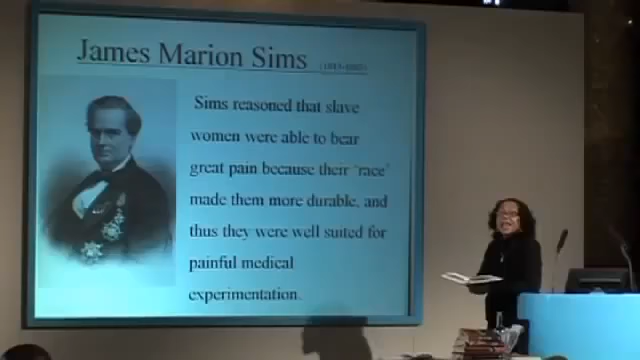 James Marion Sims
Sims reasoned that slave
women were able to bear
great pain because their 'race'
made them more durable, and
thus they were well suited for
painful medical
experimentation.